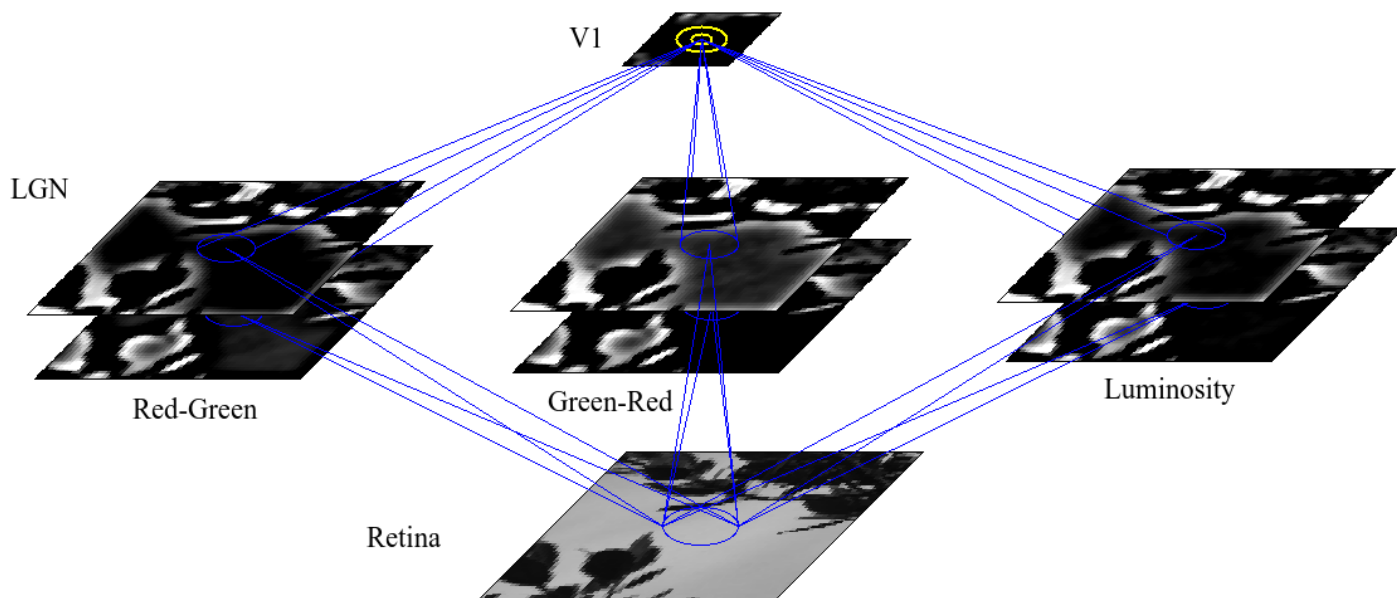 V1
LGN
Red-Green
Green-Red
Luminosity
Retina